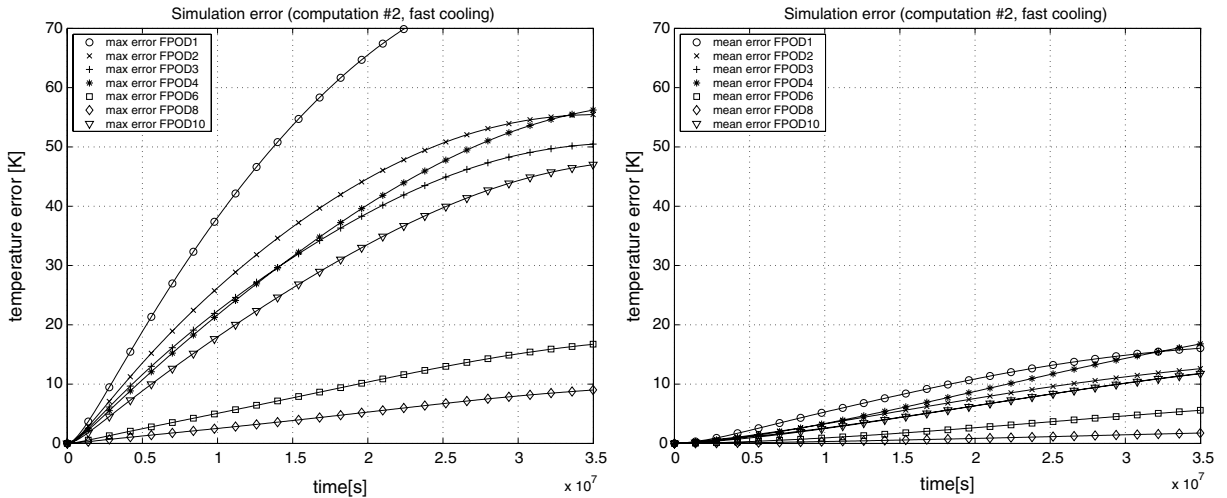 Simulation error (computation #2, fast cooling)
70
60
50
40
30
20
10
0
temperature error [K]
max error FPOD1
max error FPOD2
max error FPOD3
max error FPOD4
max error FPOD6
max error FPOD8
max error FPOD10
0 0.5 1 1.5 2 2.5 3 3.5
time[s]
x 10^7
Simulation error (computation #2, fast cooling)
70
60
50
40
30
20
10
0
temperature error [K]
mean error FPOD1
mean error FPOD2
mean error FPOD3
mean error FPOD4
mean error FPOD6
mean error FPOD8
mean error FPOD10
0 0.5 1 1.5 2 2.5 3 3.5
time[s]
x 10^7